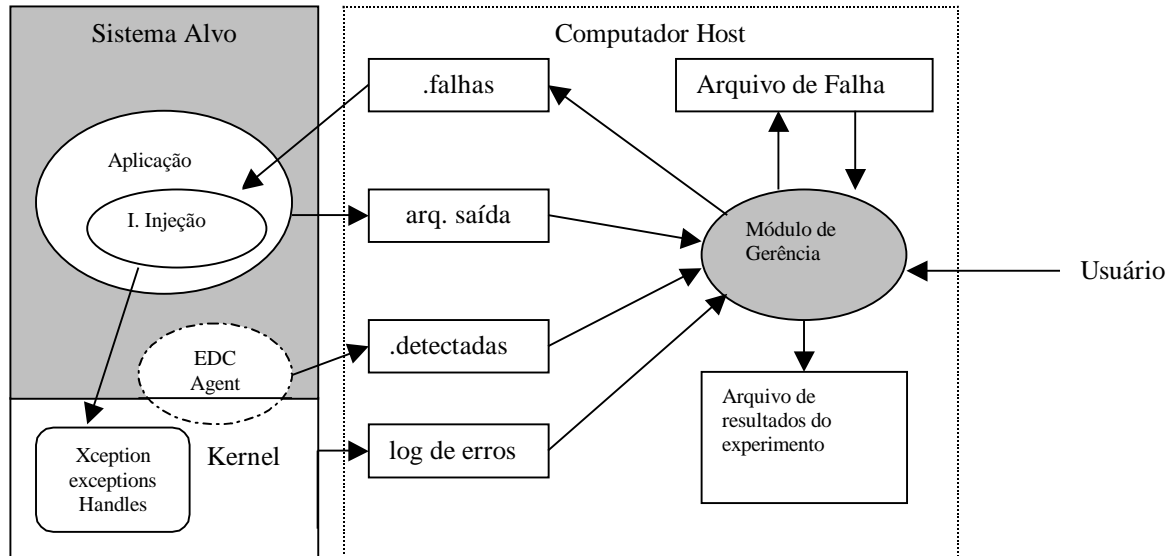 Sistema Alvo
Computador Host
.falhas
Arquivo de Falha
Aplicação
I. Injeção
arq. saída
Módulo de
Gerência
Usuário
.detectadas
EDC
Agent
Arquivo de
resultados do
experimento
log de erros
Kernel
Xception
exceptions
Handles